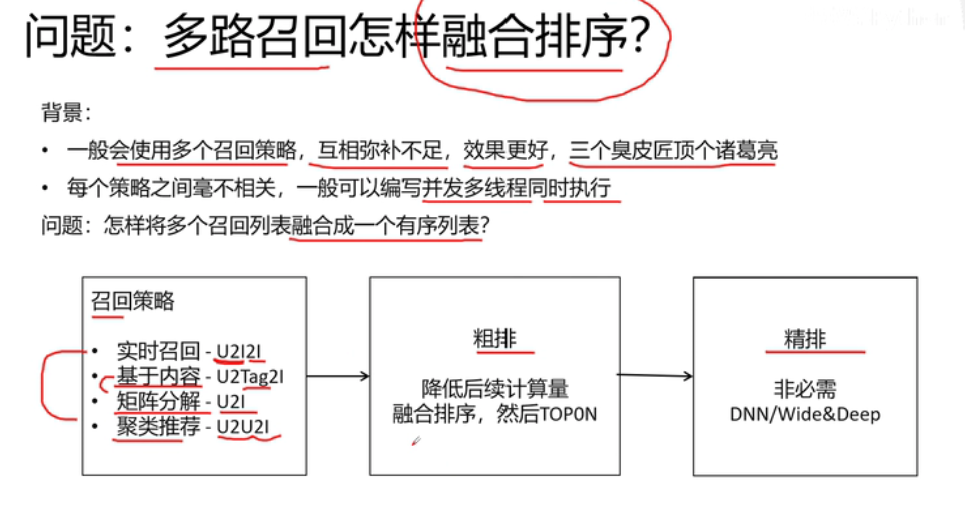 问题：多路召回怎样融合排序？
背景：
• 一般会使用多个召回策略，互相弥补不足，效果更好，三个臭皮匠顶个诸葛亮
• 每个策略之间毫不相关，一般可以编写并发多线程同时执行
问题：怎样将多个召回列表融合成一个有序列表？
召回策略
• 实时召回 - U2I2I
• 基于内容 - U2Tag2I
• 矩阵分解 - U2I
• 聚类推荐 - U2U2I
粗排
降低后续计算量
融合排序，然后TOP0N
精排
非必需
DNN/Wide&Deep